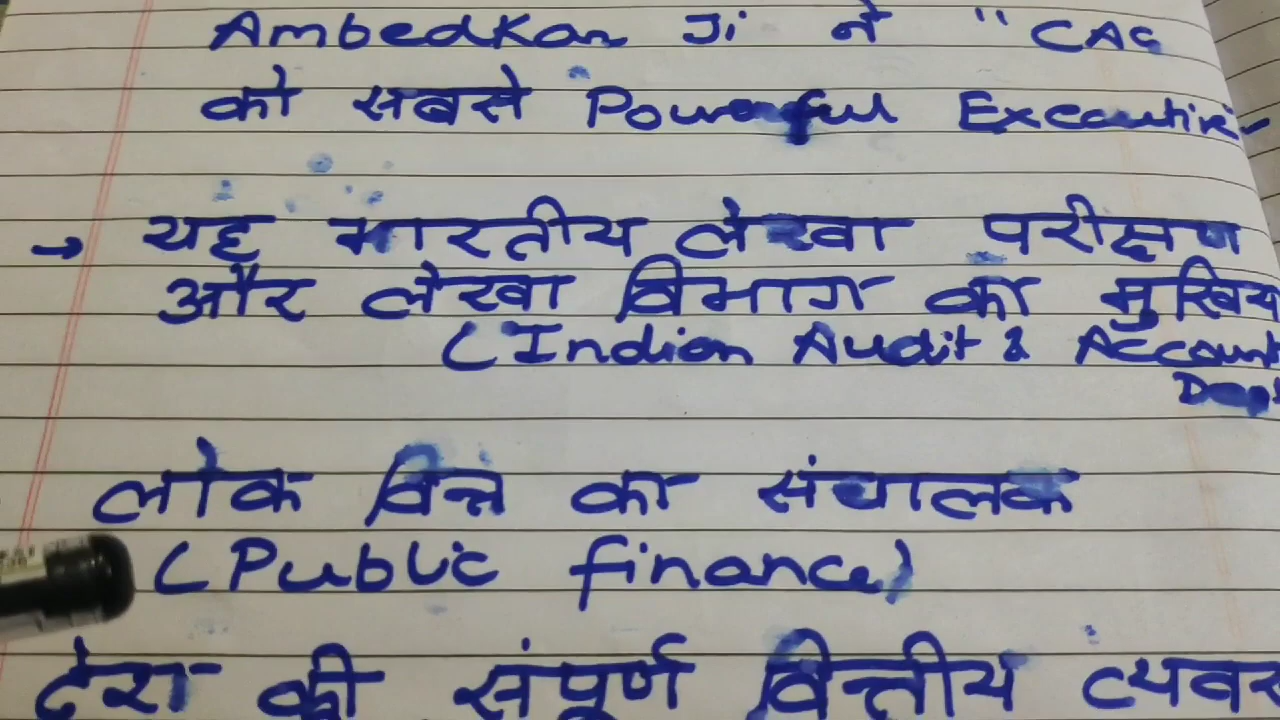 Ambedkar Ji ने " CAG
को सबसे Powerful Executive
→ यह भारतीय लेखा परीक्षण
और लेखा विभाग का मुखिय
(Indian Audit & Account
Dept
लोक वित्त का संचालक
(Public finance)
देश की संपूर्ण वित्तीय व्यवस